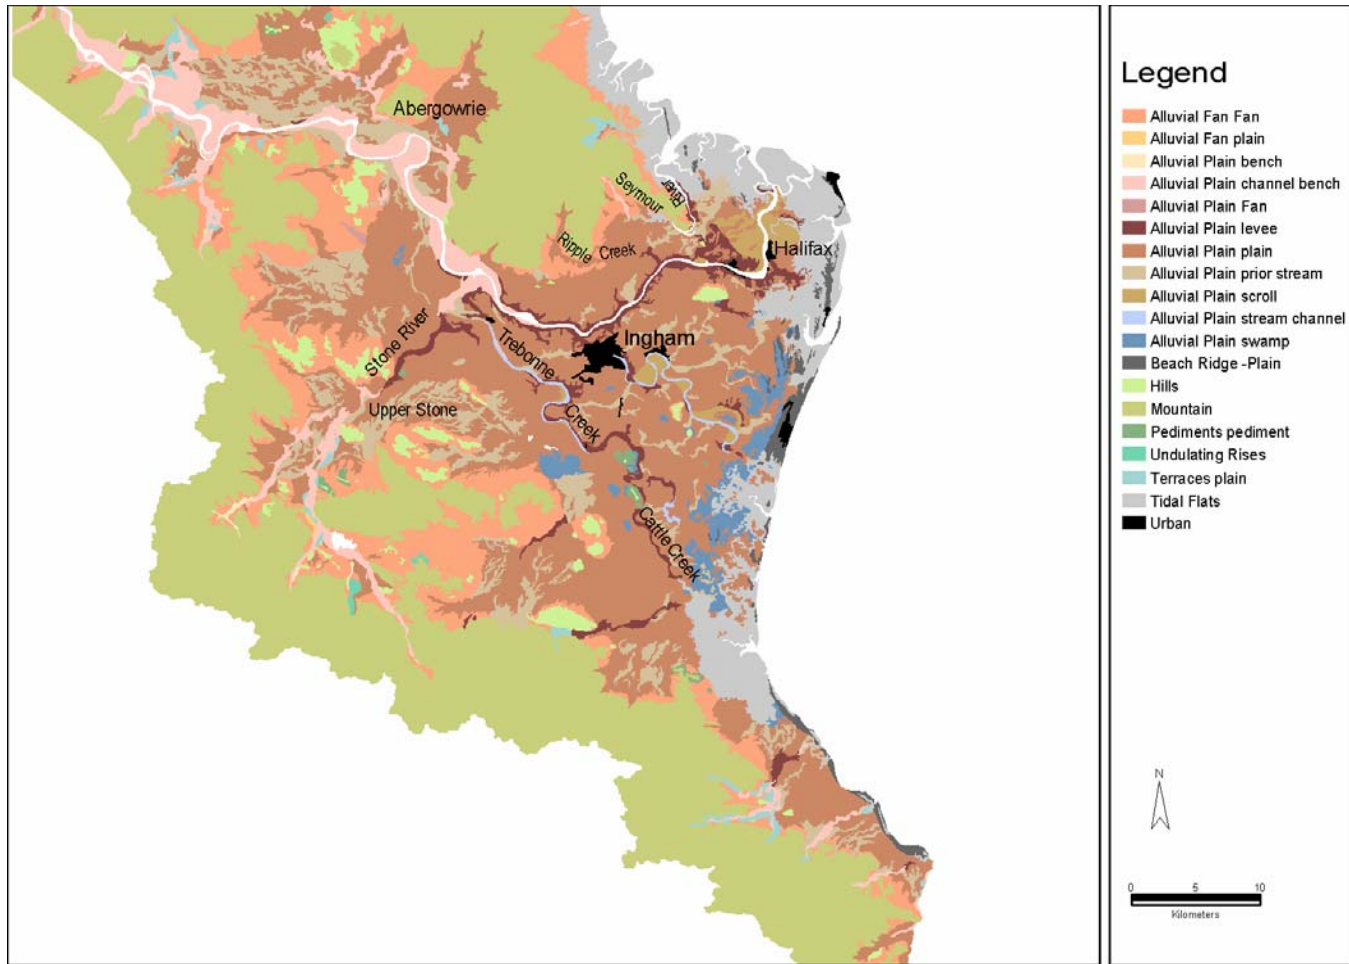 Abergowrie
Seymour
River
Ripple Creek
Halifax
Stone River
Trebonne
Creek
Ingham
Upper Stone
Cattle Creek
Legend
Alluvial Fan Fan
Alluvial Fan plain
Alluvial Plain bench
Alluvial Plain channel bench
Alluvial Plain Fan
Alluvial Plain levee
Alluvial Plain plain
Alluvial Plain prior stream
Alluvial Plain scroll
Alluvial Plain stream channel
Alluvial Plain swamp
Beach Ridge -Plain
Hills
Mountain
Pediments pediment
Undulating Rises
Terraces plain
Tidal Flats
Urban
N
0 5 10
Kilometers